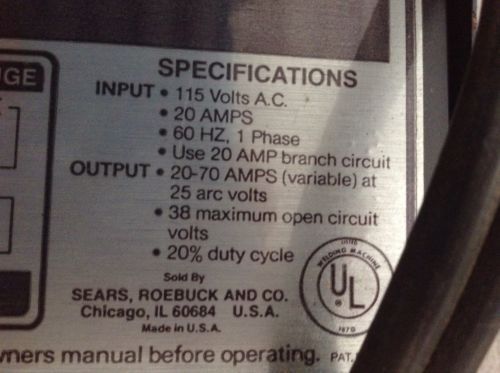 SPECIFICATIONS
INPUT • 115 Volts A.C.
• 20 AMPS
• 60 HZ, 1 Phase
• Use 20 AMP branch circuit
OUTPUT • 20-70 AMPS (variable) at
25 arc volts
• 38 maximum open circuit
volts
• 20% duty cycle
Sold By
SEARS, ROEBUCK AND CO.
Chicago, IL 60684 U.S.A.
Made in U.S.A.
LISTED
WELDING MACHINE
UL
®
manual before operating. PAT.